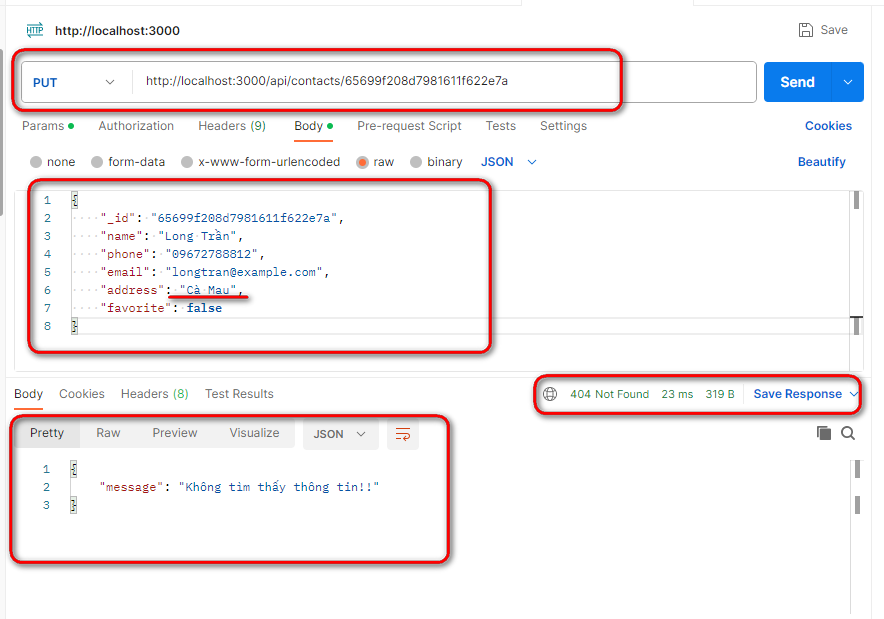 HTTP http://localhost:3000 Save
PUT http://localhost:3000/api/contacts/65699f208d7981611f622e7a Send
Params Authorization Headers (9) Body Pre-request Script Tests Settings Cookies
none form-data x-www-form-urlencoded raw binary JSON Beautify
1 {
2 "_id": "65699f208d7981611f622e7a",
3 "name": "Long Trần",
4 "phone": "09672788812",
5 "email": "longtran@example.com",
6 "address": "Cà Mau",
7 "favorite": false
8 }
Body Cookies Headers (8) Test Results 404 Not Found 23 ms 319 B Save Response
Pretty Raw Preview Visualize JSON
1 {
2 "message": "Không tìm thấy thông tin!!"
3 }